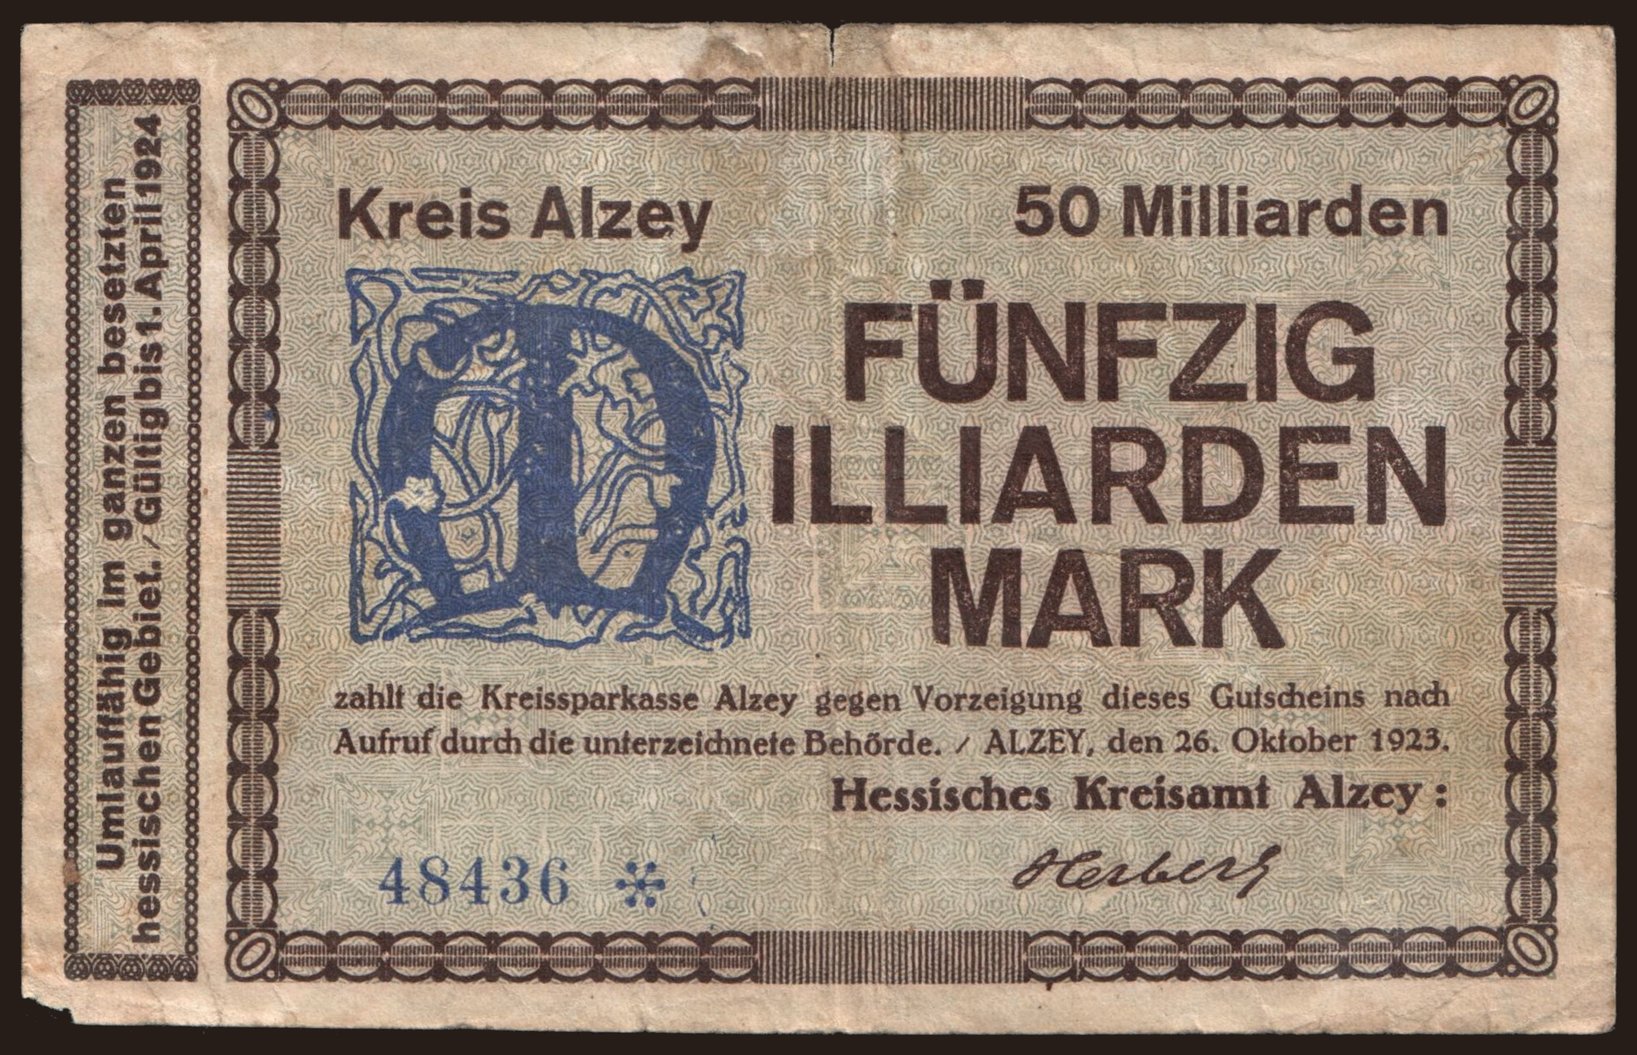 Umlauffähig im ganzen besetzten
hessischen Gebiet. / Gültig bis 1. April 1924
Kreis Alzey
50 Milliarden
FÜNFZIG
MILLIARDEN
MARK
zahlt die Kreissparkasse Alzey gegen Vorzeigung dieses Gutscheins nach
Aufruf durch die unterzeichnete Behörde. / ALZEY, den 26. Oktober 1923.
Hessisches Kreisamt Alzey :
48436 *
Herberg